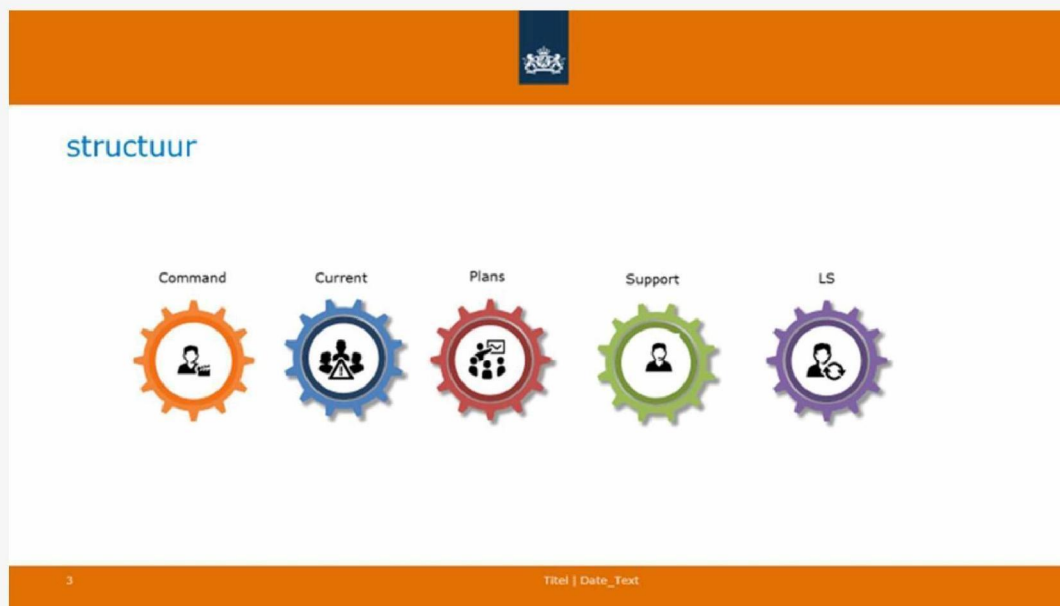 structuur
Command
Current
Plans
Support
LS
3
Titel | Date_Text